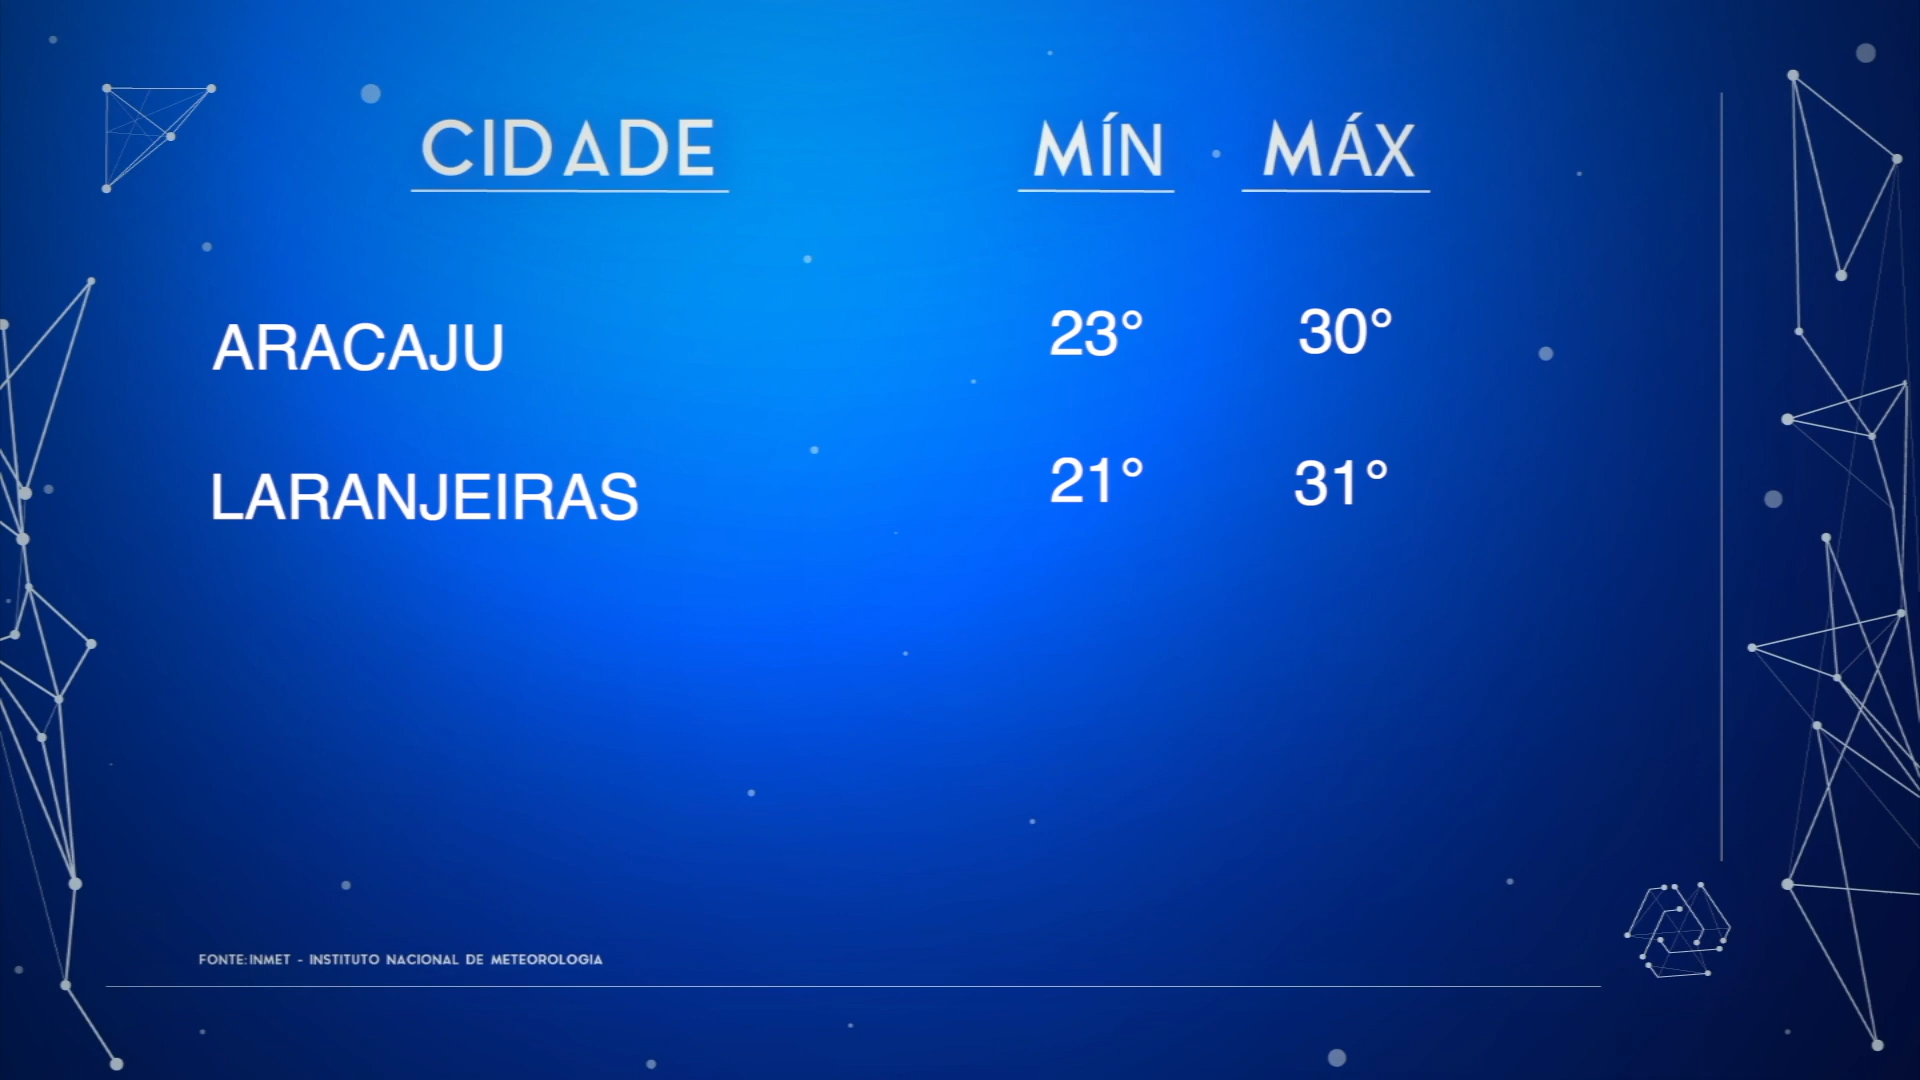 CIDADE MÍN MÁX
ARACAJU 23° 30°
LARANJEIRAS 21° 31°
FONTE: INMET - INSTITUTO NACIONAL DE METEOROLOGIA